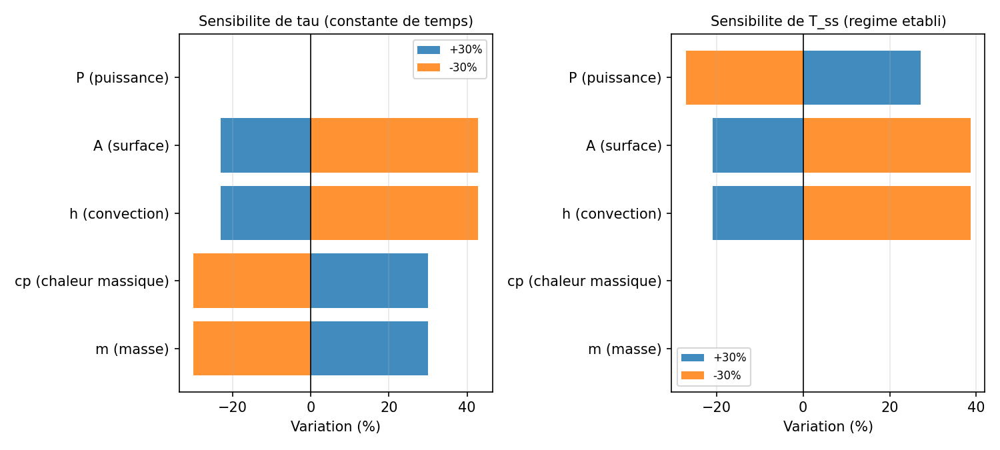 Sensibilite de tau (constante de temps)
+30%
-30%
P (puissance)
A (surface)
h (convection)
cp (chaleur massique)
m (masse)
−20
0
20
40
Variation (%)
Sensibilite de T_ss (regime etabli)
P (puissance)
A (surface)
h (convection)
cp (chaleur massique)
m (masse)
+30%
-30%
−20
0
20
40
Variation (%)